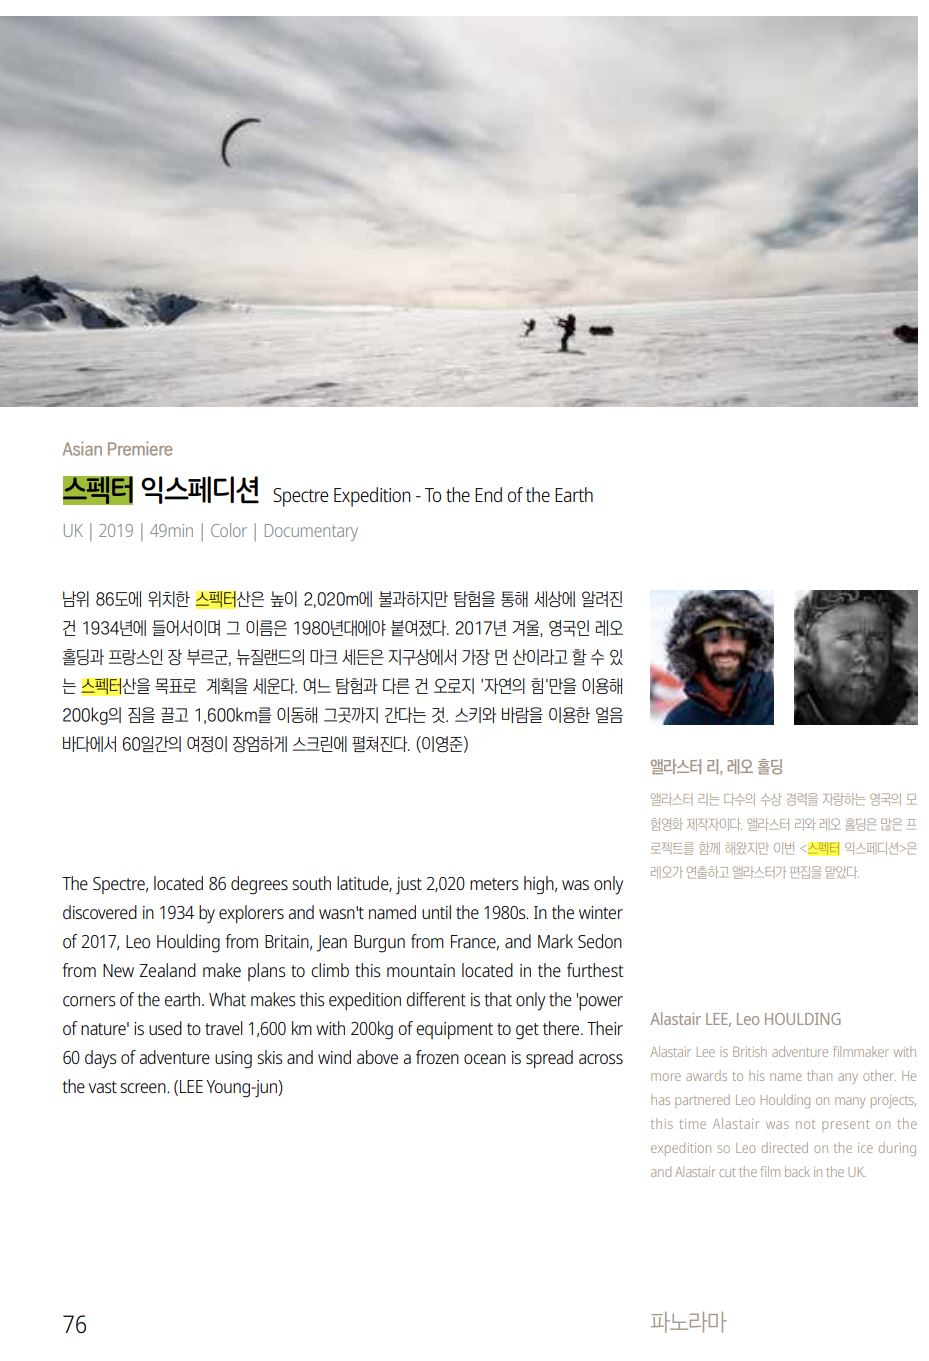 Asian Premiere
스펙터 익스페디션 Spectre Expedition - To the End of the Earth
UK | 2019 | 49min | Color | Documentary
남위 86도에 위치한 스펙터산은 높이 2,020m에 불과하지만 탐험을 통해 세상에 알려진
건 1934년에 들어서이며 그 이름은 1980년대에야 붙여졌다. 2017년 겨울, 영국인 레오
홀딩과 프랑스인 장 부르군, 뉴질랜드의 마크 세든은 지구상에서 가장 먼 산이라고 할 수 있
는 스펙터산을 목표로 계획을 세운다. 여느 탐험과 다른 건 오로지 '자연의 힘'만을 이용해
200kg의 짐을 끌고 1,600km를 이동해 그곳까지 간다는 것. 스키와 바람을 이용한 얼음
바다에서 60일간의 여정이 장엄하게 스크린에 펼쳐진다. (이영준)
The Spectre, located 86 degrees south latitude, just 2,020 meters high, was only
discovered in 1934 by explorers and wasn't named until the 1980s. In the winter
of 2017, Leo Houlding from Britain, Jean Burgun from France, and Mark Sedon
from New Zealand make plans to climb this mountain located in the furthest
corners of the earth. What makes this expedition different is that only the 'power
of nature' is used to travel 1,600 km with 200kg of equipment to get there. Their
60 days of adventure using skis and wind above a frozen ocean is spread across
the vast screen. (LEE Young-jun)
앨라스터 리, 레오 홀딩
앨라스터 리는 다수의 수상 경력을 자랑하는 영국의 모
험영화 제작자이다. 앨라스터 리와 레오 홀딩은 많은 프
로젝트를 함께 해왔지만 이번 <스펙터 익스페디션>은
레오가 연출하고 앨라스터가 편집을 맡았다.
Alastair LEE, Leo HOULDING
Alastair Lee is British adventure filmmaker with
more awards to his name than any other. He
has partnered Leo Houlding on many projects,
this time Alastair was not present on the
expedition so Leo directed on the ice during
and Alastair cut the film back in the UK.
76
파노라마